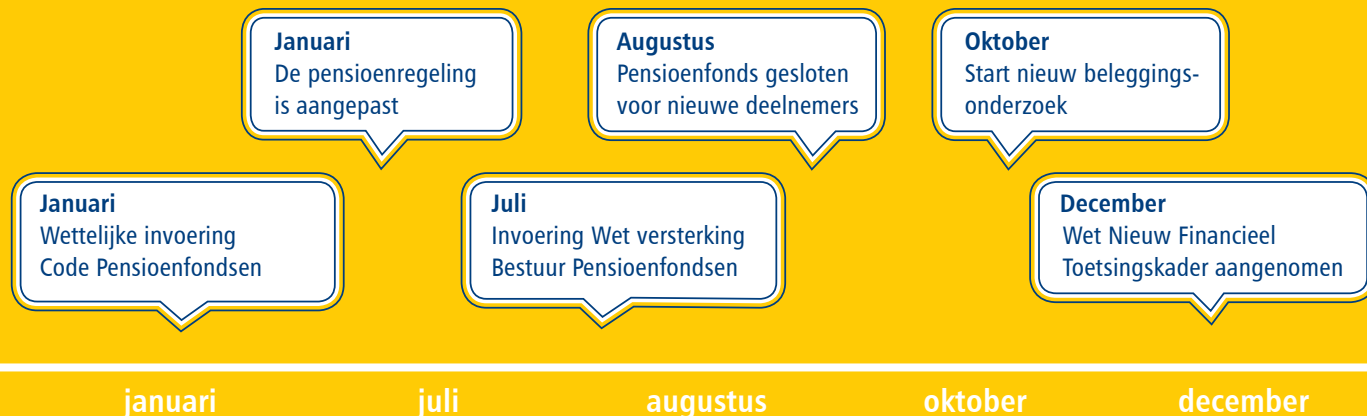 Januari
De pensioenregeling
is aangepast
Augustus
Pensioenfonds gesloten
voor nieuwe deelnemers
Oktober
Start nieuw beleggings-
onderzoek
Januari
Wettelijke invoering
Code Pensioenfondsen
Juli
Invoering Wet versterking
Bestuur Pensioenfondsen
December
Wet Nieuw Financieel
Toetsingskader aangenomen
januari juli augustus oktober december